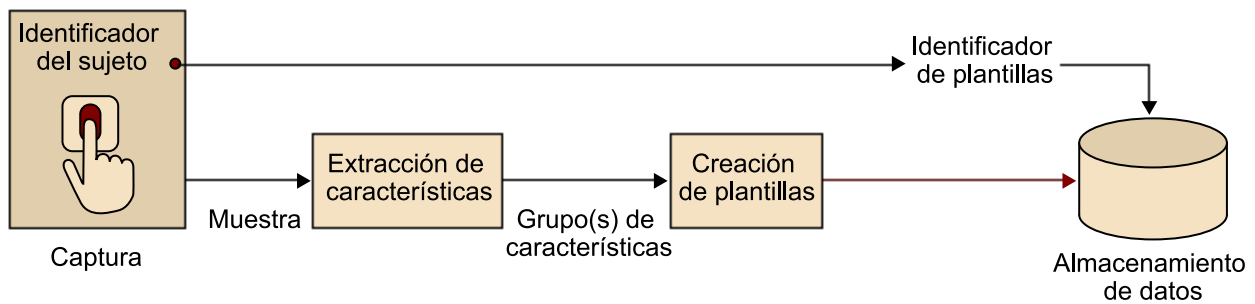 Identificador
del sujeto
Identificador
de plantillas
Extracción de
características
Creación
de plantillas
Muestra
Grupo(s) de
características
Captura
Almacenamiento
de datos